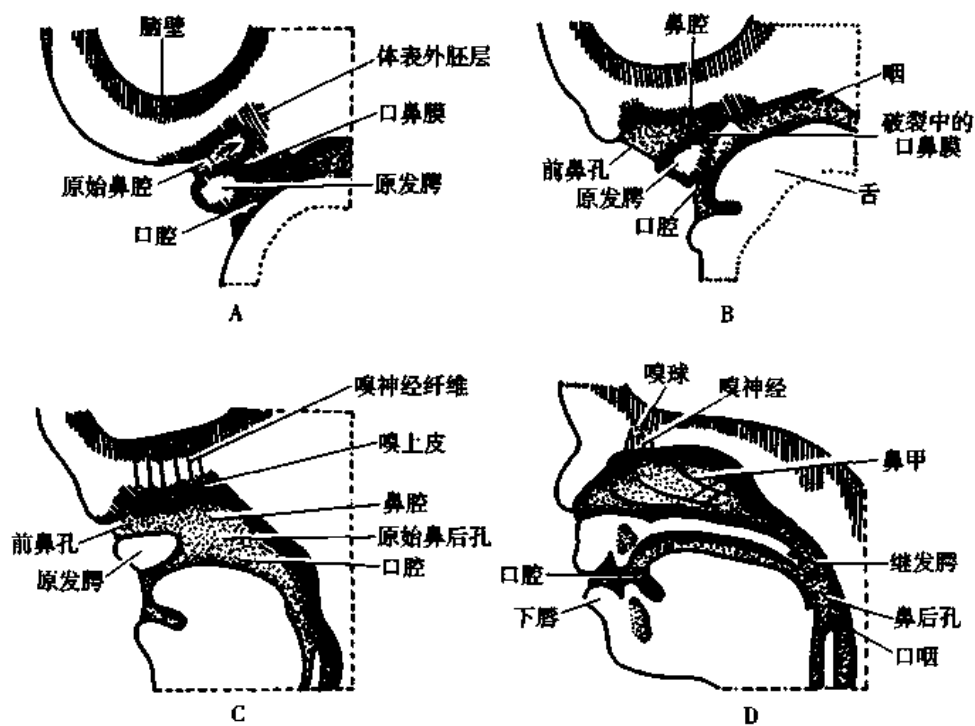 脑壁
体表外胚层
口鼻膜
原始鼻腔
原发腭
口腔
A
鼻腔
咽
破裂中的
口鼻膜
前鼻孔
原发腭
舌
口腔
B
嗅神经纤维
嗅上皮
鼻腔
前鼻孔
原始鼻后孔
原发腭
口腔
C
嗅球
嗅神经
鼻甲
继发腭
口腔
下唇
鼻后孔
口咽
D